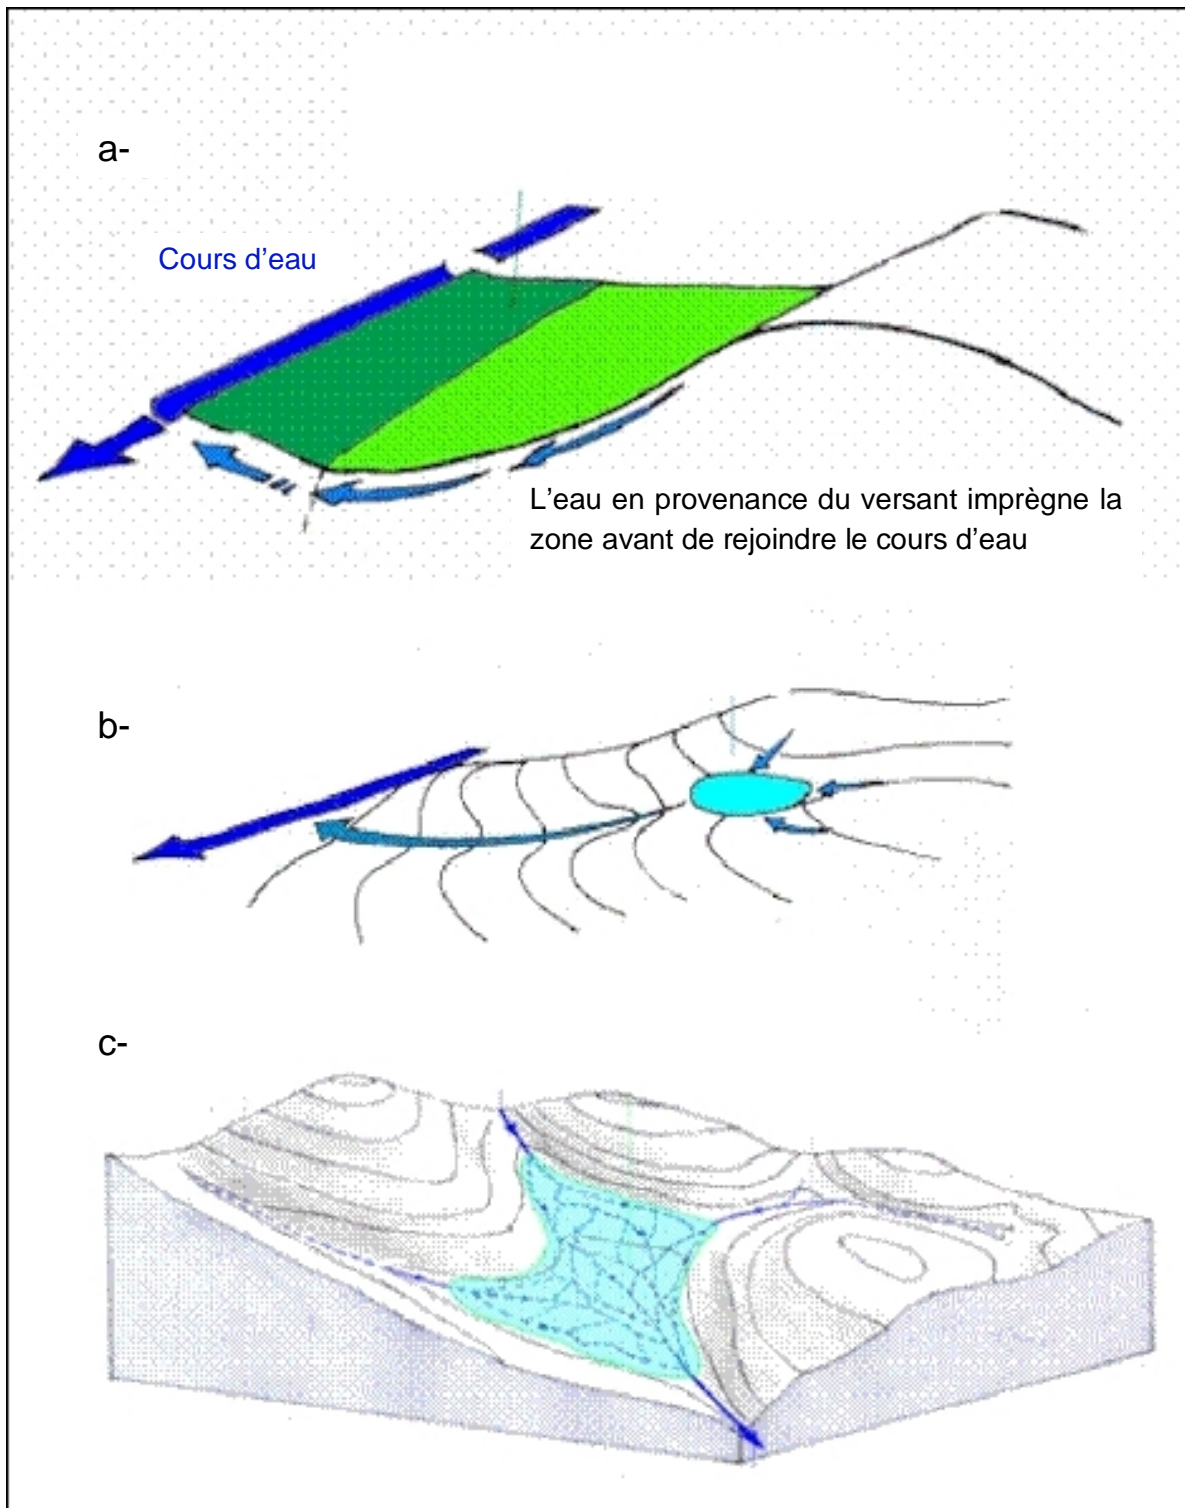 a-
Cours d’eau
L’eau en provenance du versant imprègne la
zone avant de rejoindre le cours d’eau
b-
c-